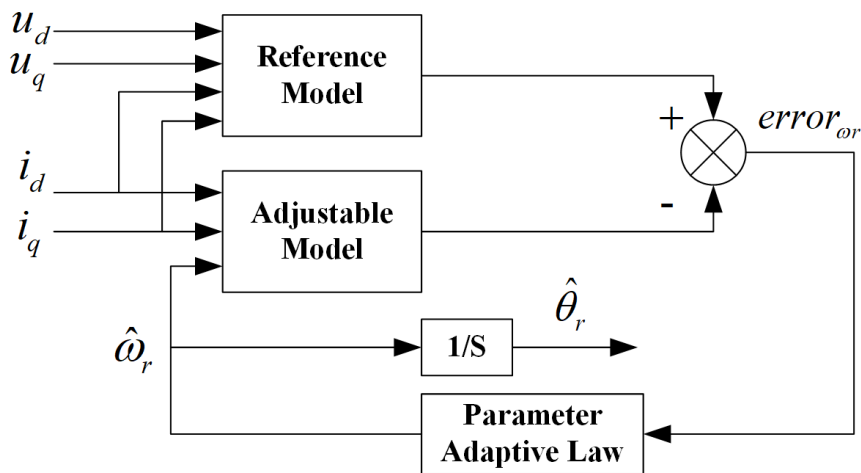 u_d
u_q
Reference
Model
+
error_ωr
i_d
i_q
Adjustable
Model
-
ω̂_r
1/S
θ̂_r
Parameter
Adaptive Law